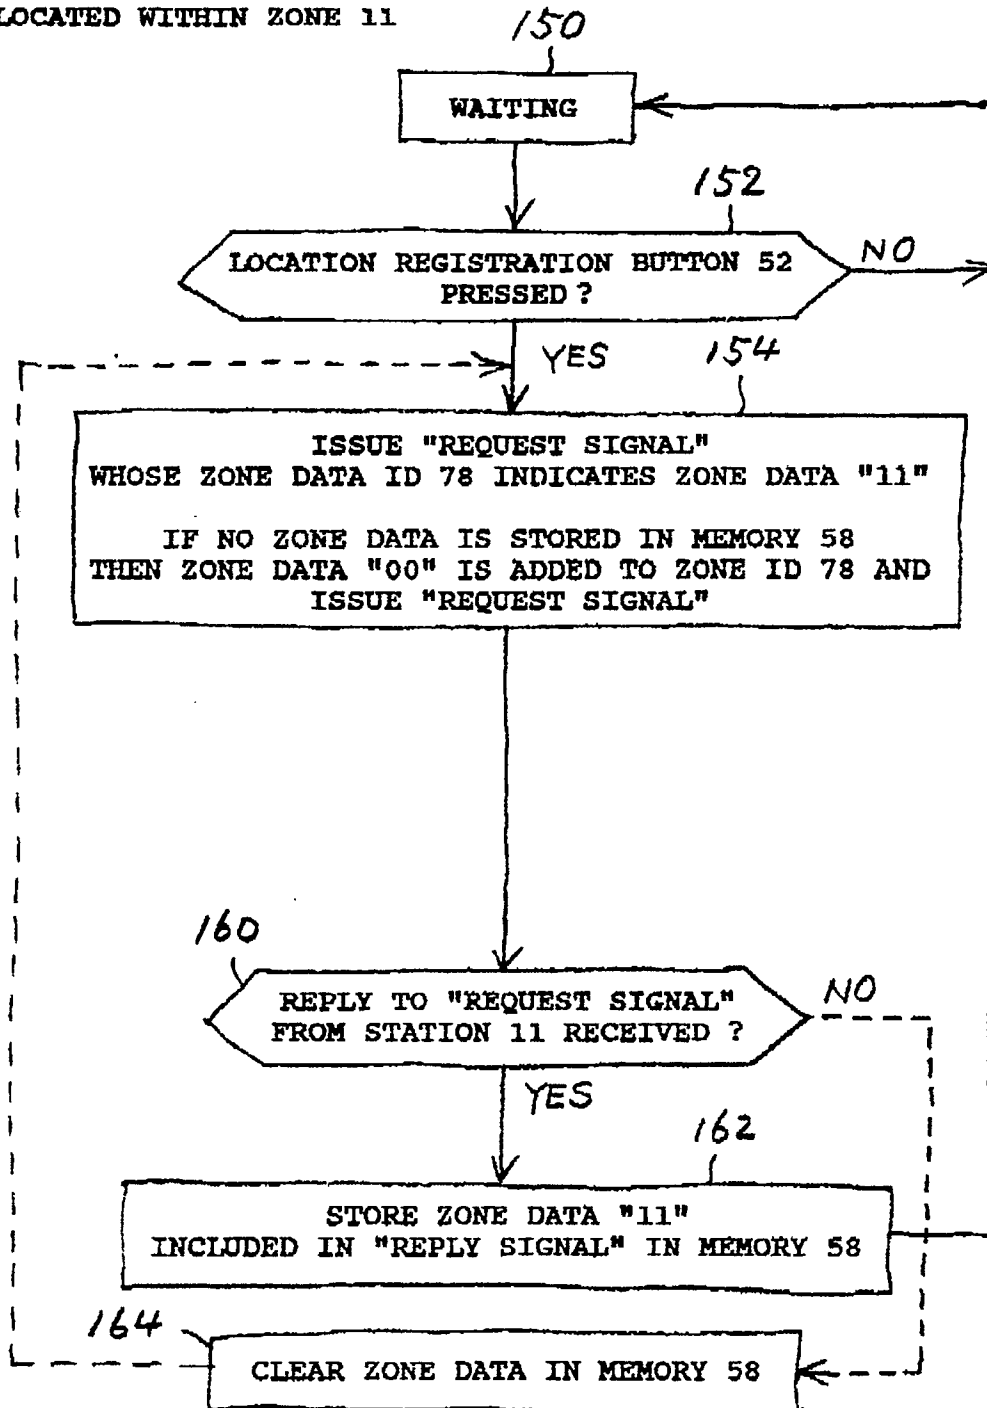 LOCATED WITHIN ZONE 11
150
WAITING
152
LOCATION REGISTRATION BUTTON 52
PRESSED ?
NO
YES
154
ISSUE "REQUEST SIGNAL"
WHOSE ZONE DATA ID 78 INDICATES ZONE DATA "11"
IF NO ZONE DATA IS STORED IN MEMORY 58
THEN ZONE DATA "00" IS ADDED TO ZONE ID 78 AND
ISSUE "REQUEST SIGNAL"
160
REPLY TO "REQUEST SIGNAL"
FROM STATION 11 RECEIVED ?
NO
YES
162
STORE ZONE DATA "11"
INCLUDED IN "REPLY SIGNAL" IN MEMORY 58
164
CLEAR ZONE DATA IN MEMORY 58